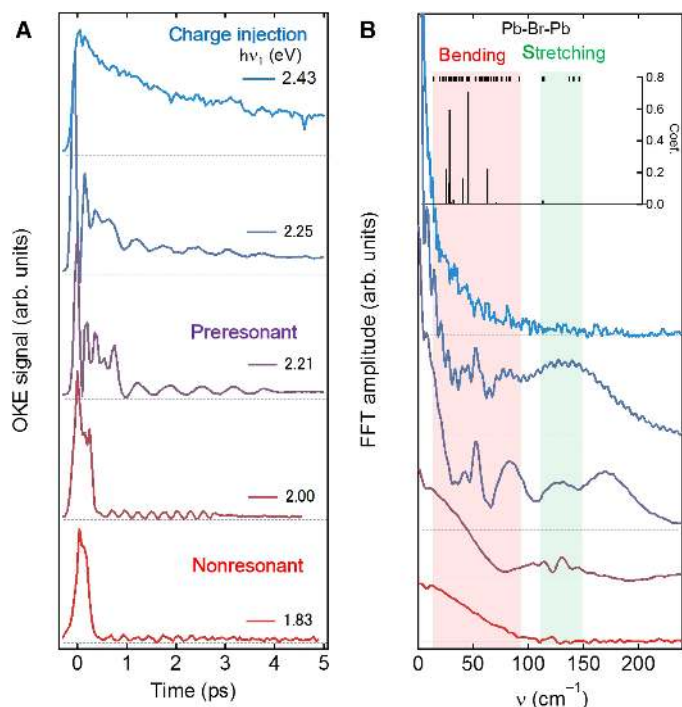 A
Charge injection
hν₁ (eV)
2.43
2.25
Preresonant
2.21
2.00
Nonresonant
1.83
OKE signal (arb. units)
0 1 2 3 4 5
Time (ps)
B
Pb-Br-Pb
Bending
Stretching
0.8
0.6
0.4
0.2
0.0
Coef.
FFT amplitude (arb. units)
0 50 100 150 200
ν (cm⁻¹)